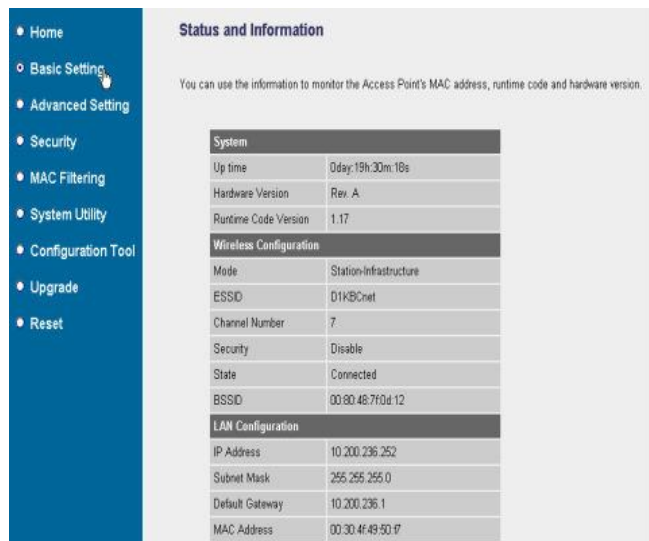 Home
Basic Setting
Advanced Setting
Security
MAC Filtering
System Utility
Configuration Tool
Upgrade
Reset
Status and Information
You can use the information to monitor the Access Point's MAC address, runtime code and hardware version.
System
Up time 0day:19h:30m:18s
Hardware Version Rev. A
Runtime Code Version 1.17
Wireless Configuration
Mode Station-Infrastructure
ESSID D1KBCnet
Channel Number 7
Security Disable
State Connected
BSSID 00:80:48:7f:0d:12
LAN Configuration
IP Address 10.200.236.252
Subnet Mask 255.255.255.0
Default Gateway 10.200.236.1
MAC Address 00:30:4f:49:50:f7